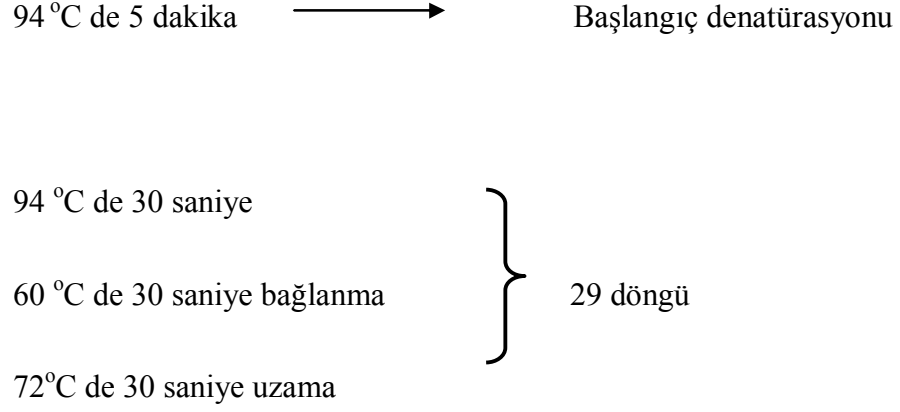 94 °C de 5 dakika Başlangıç denatürasyonu
94 °C de 30 saniye
60 °C de 30 saniye bağlanma 29 döngü
72°C de 30 saniye uzama